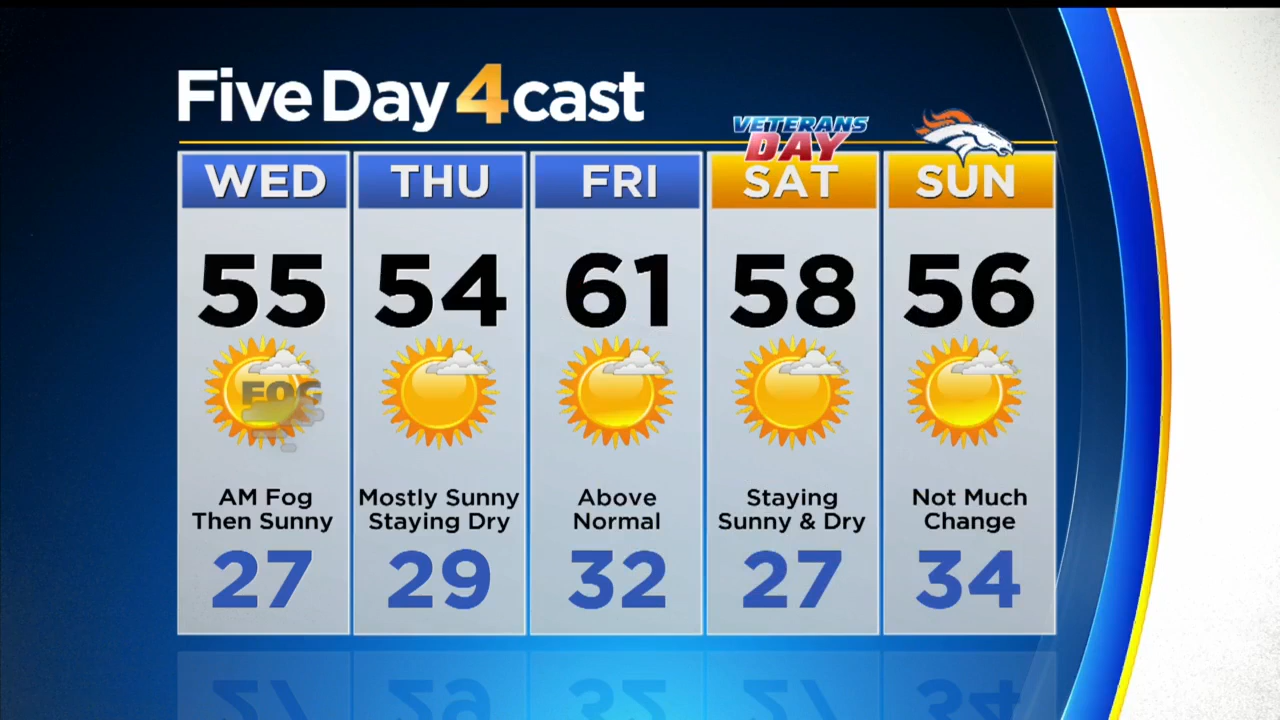 Five Day 4cast
VETERANS
DAY
WED THU FRI SAT SUN
55 54 61 58 56
FOG
AM Fog Mostly Sunny Above Staying Not Much
Then Sunny Staying Dry Normal Sunny & Dry Change
27 29 32 27 34